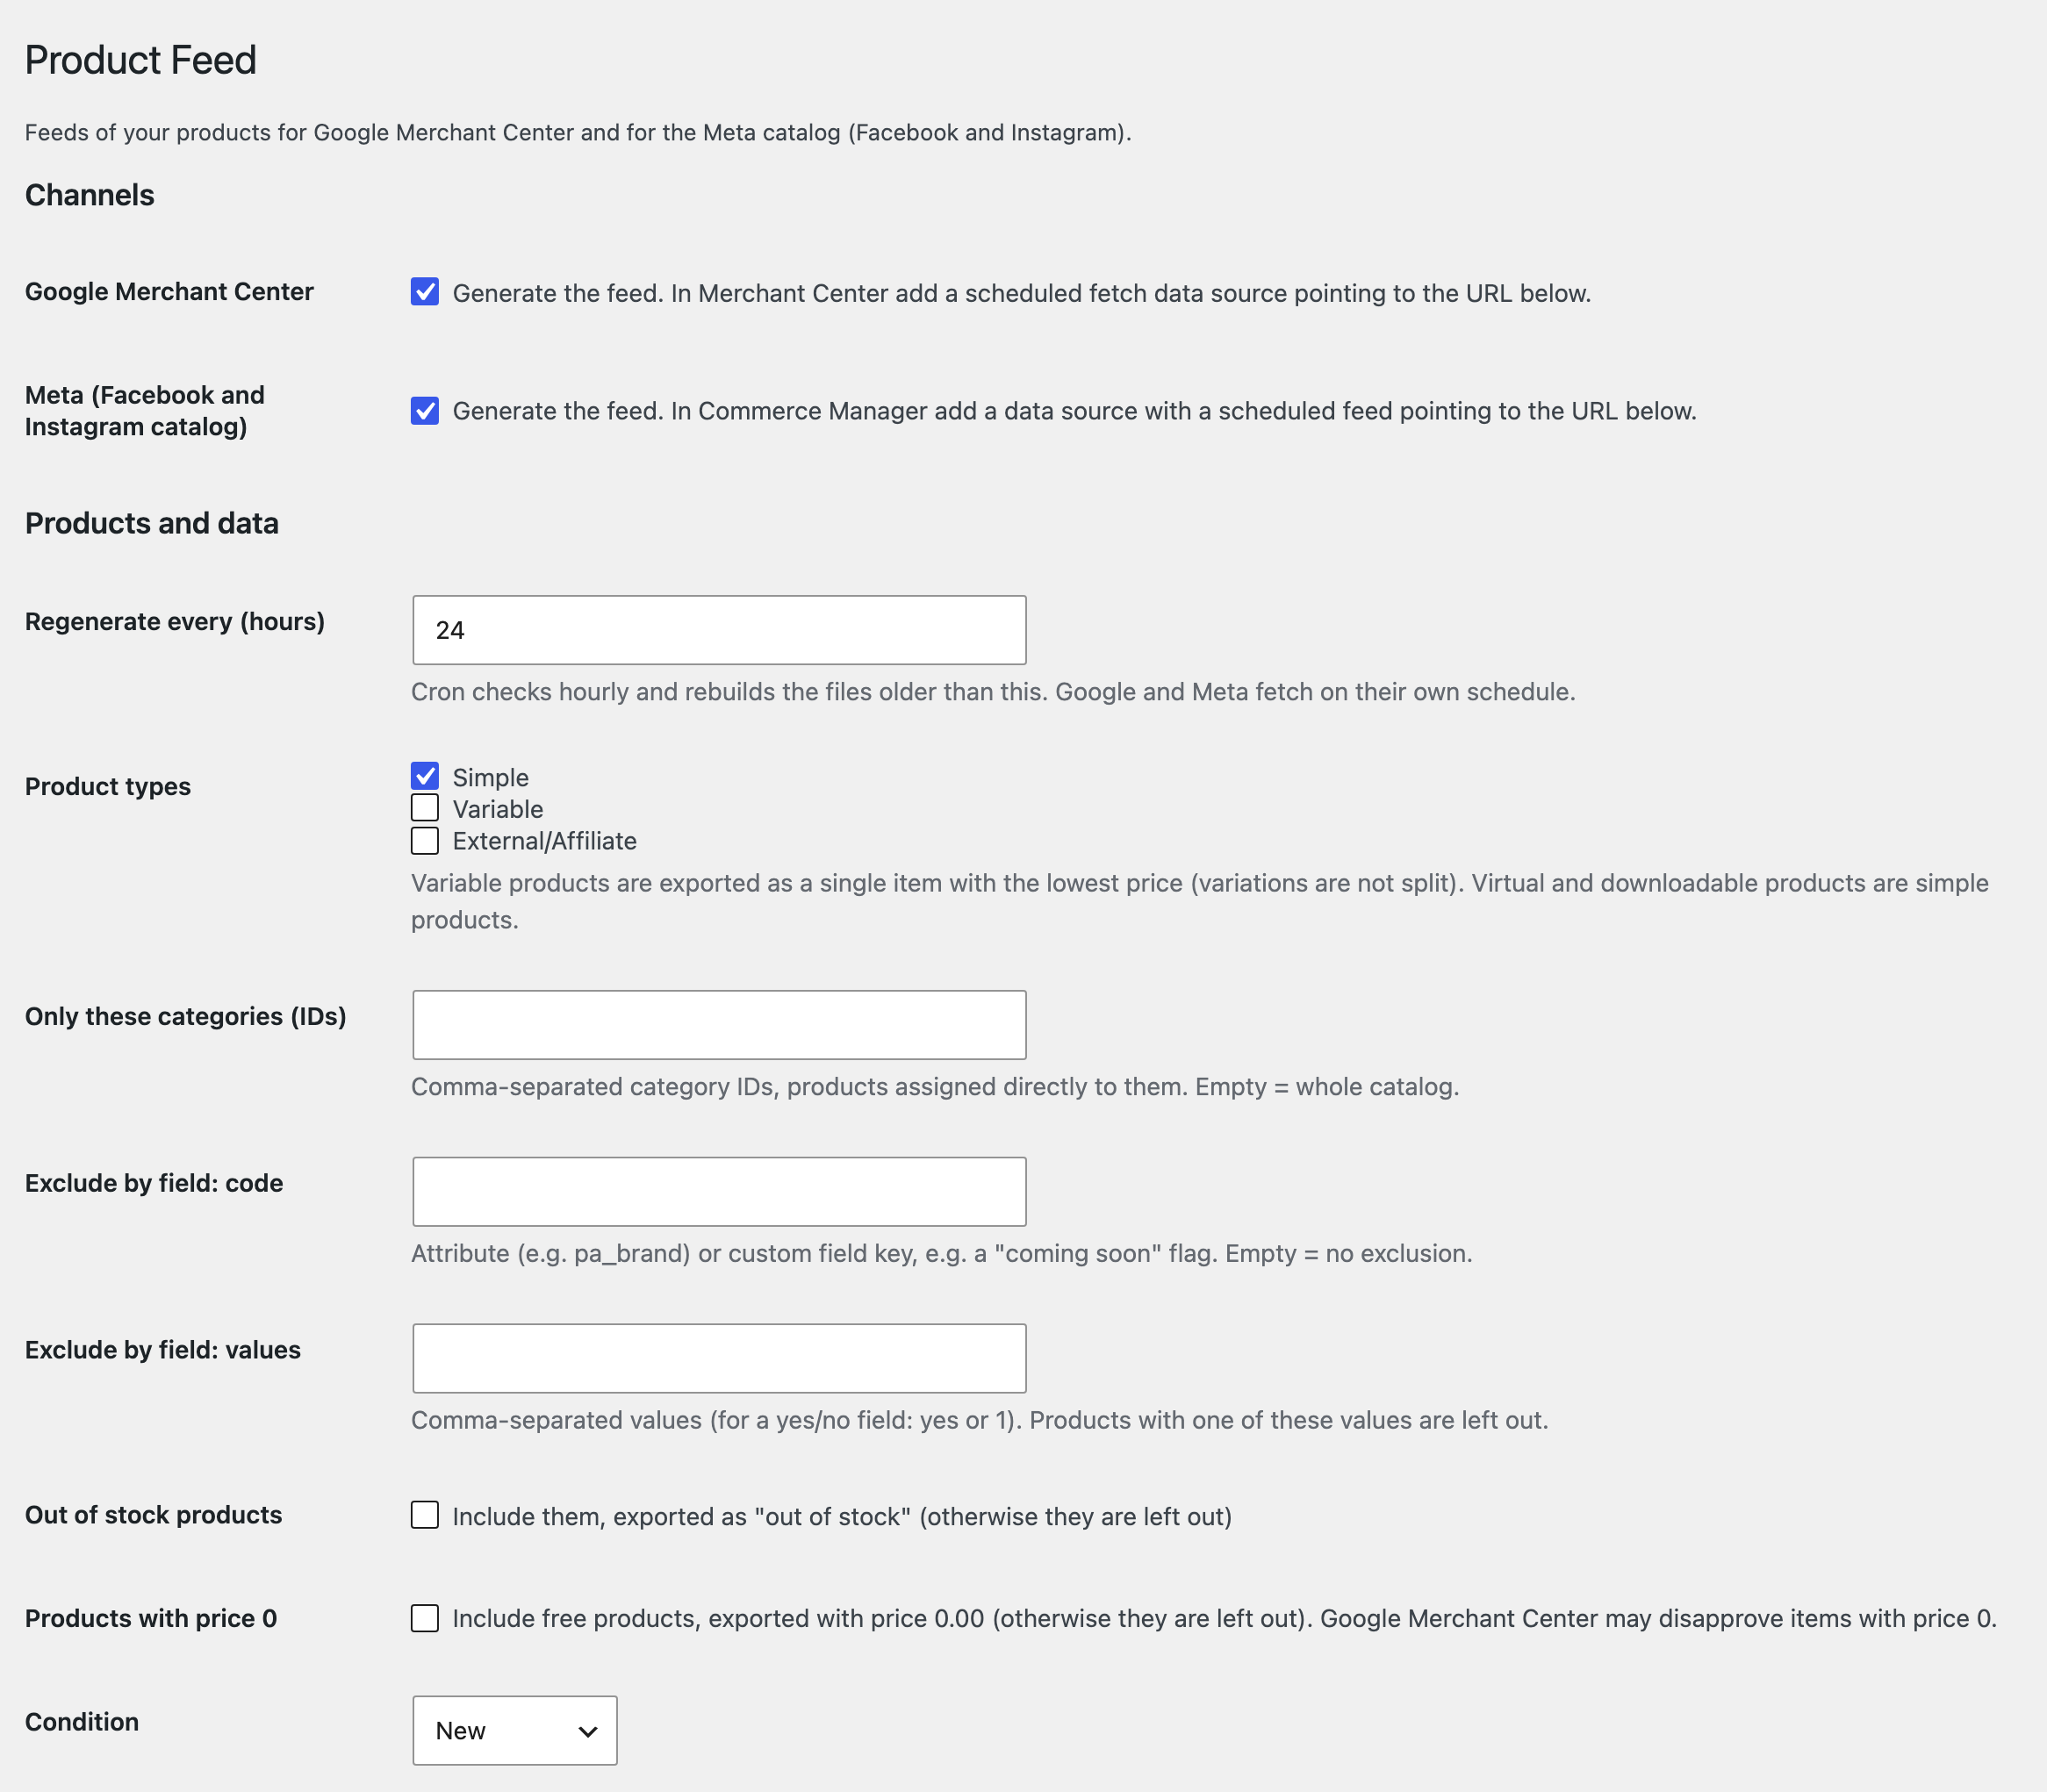 Product Feed
Feeds of your products for Google Merchant Center and for the Meta catalog (Facebook and Instagram).
Channels
Google Merchant Center
Generate the feed. In Merchant Center add a scheduled fetch data source pointing to the URL below.
Meta (Facebook and
Instagram catalog)
Generate the feed. In Commerce Manager add a data source with a scheduled feed pointing to the URL below.
Products and data
Regenerate every (hours)
24
Cron checks hourly and rebuilds the files older than this. Google and Meta fetch on their own schedule.
Product types
Simple
Variable
External/Affiliate
Variable products are exported as a single item with the lowest price (variations are not split). Virtual and downloadable products are simple
products.
Only these categories (IDs)
Comma-separated category IDs, products assigned directly to them. Empty = whole catalog.
Exclude by field: code
Attribute (e.g. pa_brand) or custom field key, e.g. a "coming soon" flag. Empty = no exclusion.
Exclude by field: values
Comma-separated values (for a yes/no field: yes or 1). Products with one of these values are left out.
Out of stock products
Include them, exported as "out of stock" (otherwise they are left out)
Products with price 0
Include free products, exported with price 0.00 (otherwise they are left out). Google Merchant Center may disapprove items with price 0.
Condition
New